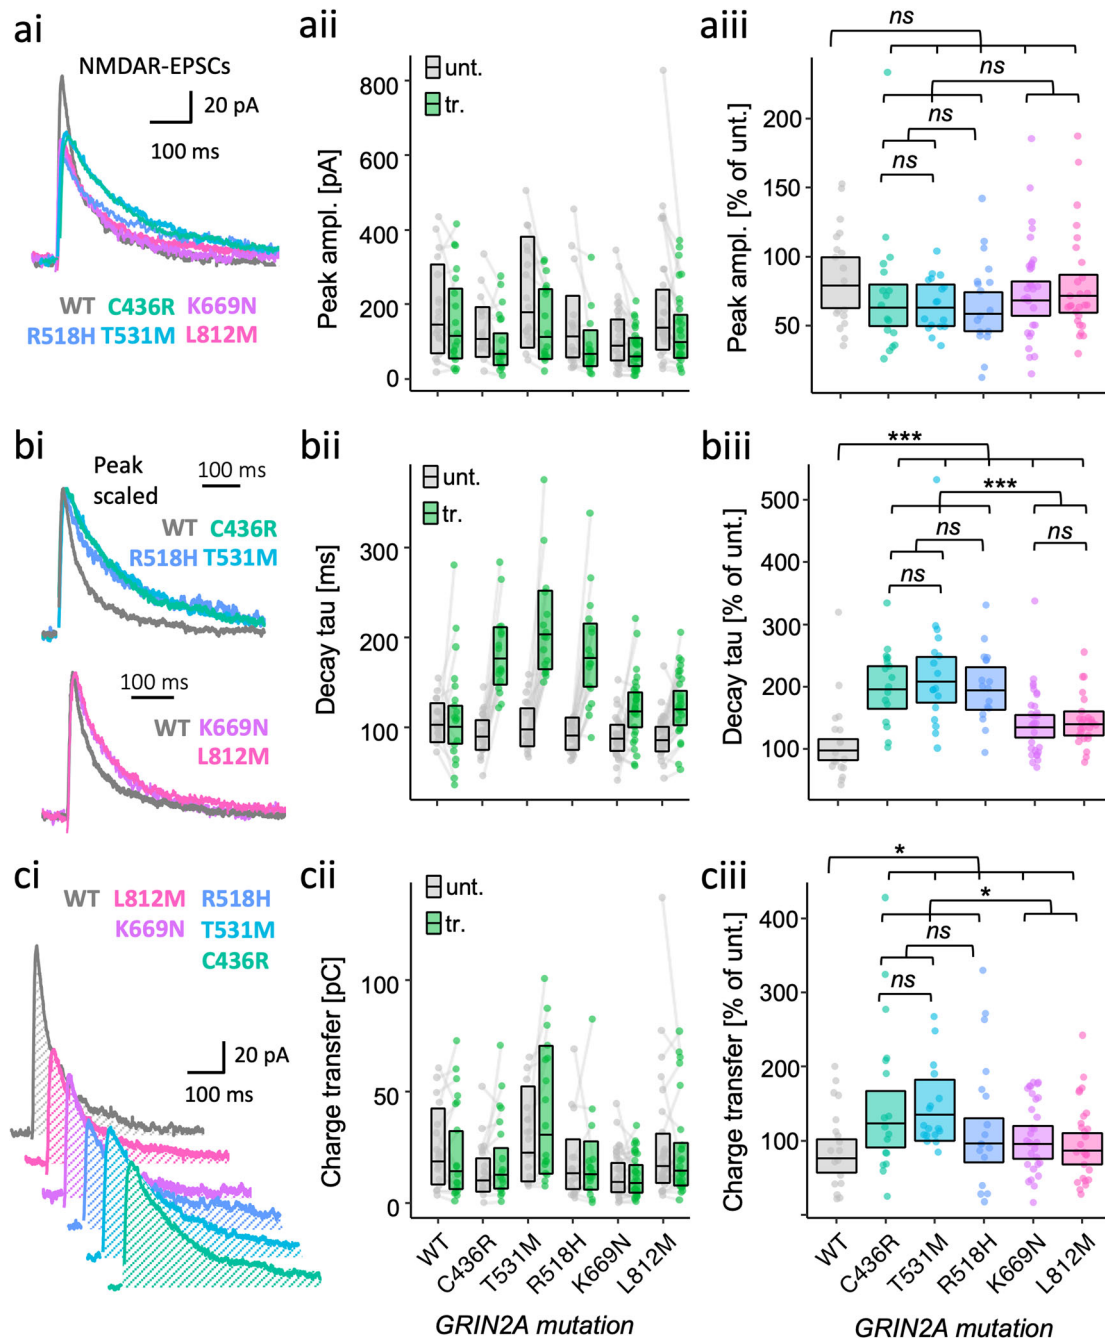 ai
NMDAR-EPSCs
20 pA
100 ms
WT C436R K669N
R518H T531M L812M
aii
Peak ampl. [pA]
800
600
400
200
0
unt.
tr.
aiii
Peak ampl. [% of unt.]
200
150
100
50
ns
ns
ns
ns
bi
Peak
scaled
100 ms
WT C436R
R518H T531M
100 ms
WT K669N
L812M
bii
Decay tau [ms]
300
200
100
unt.
tr.
biii
Decay tau [% of unt.]
500
400
300
200
100
***
***
ns
ns
ns
ci
WT L812M R518H
K669N T531M
C436R
20 pA
100 ms
cii
Charge transfer [pC]
100
50
0
unt.
tr.
WT
C436R
T531M
R518H
K669N
L812M
GRIN2A mutation
ciii
Charge transfer [% of unt.]
400
300
200
100
*
*
ns
ns
WT
C436R
T531M
R518H
K669N
L812M
GRIN2A mutation